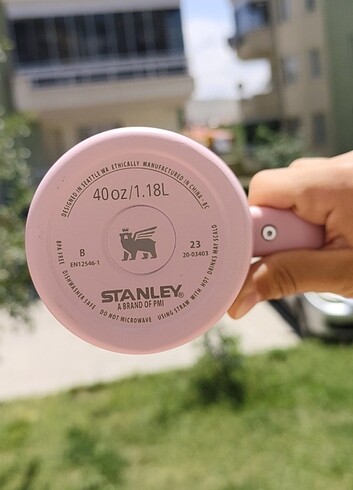 DESIGNED IN SEATTLE WA ETHICALLY MANUFACTURED IN CHINA · EC
40 oz/1.18L
8
EN12546-1
23
20-03403
STANLEY®
A BRAND OF PMI
BPA FREE DISHWASHER SAFE DO NOT MICROWAVE USING STRAW WITH HOT DRINKS MAY SCALD